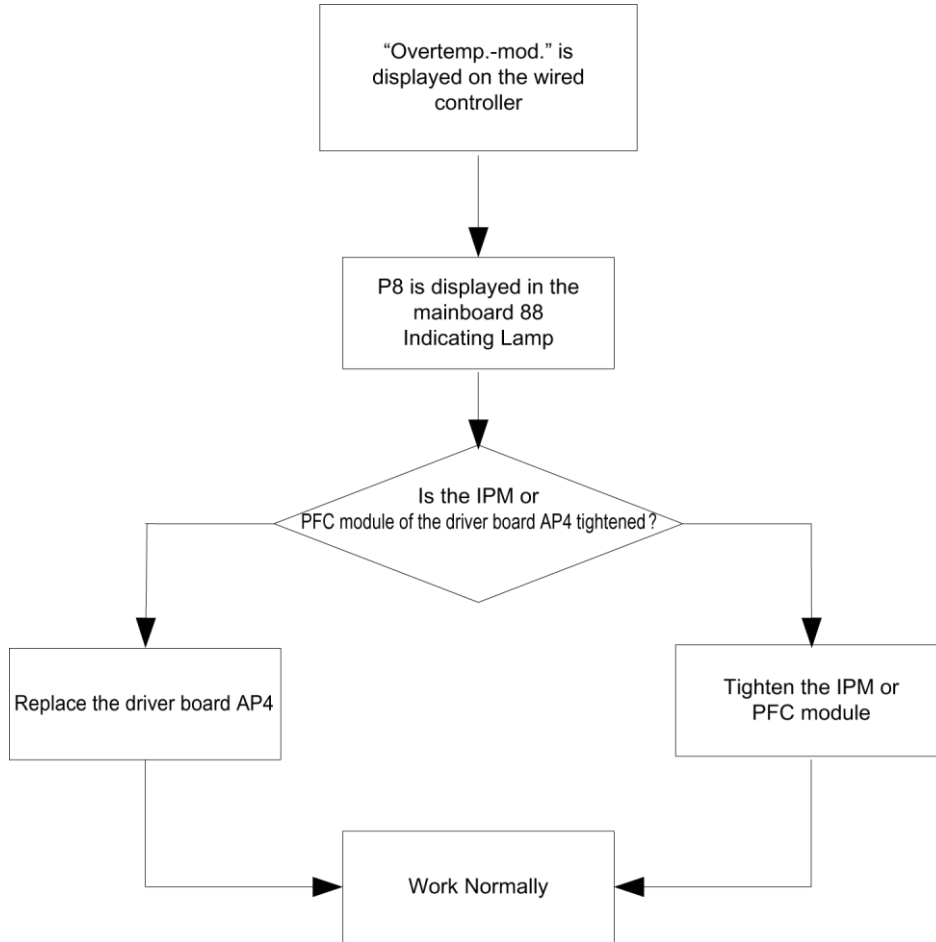 “Overtemp.-mod.” is
displayed on the wired
controller
P8 is displayed in the
mainboard 88
Indicating Lamp
Is the IPM or
PFC module of the driver board AP4 tightened?
Replace the driver board AP4
Tighten the IPM or
PFC module
Work Normally